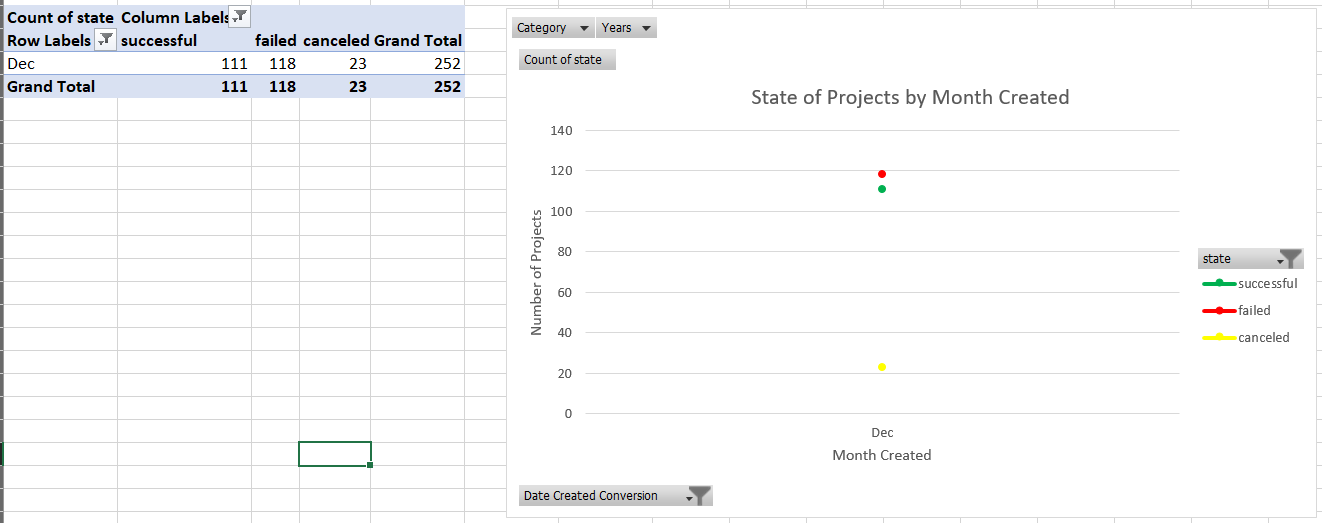 Count of state Column Labels
Row Labels successful failed canceled Grand Total
Dec 111 118 23 252
Grand Total 111 118 23 252
Category Years
Count of state
State of Projects by Month Created
140
120
100
80
60
40
20
0
Number of Projects
Dec
Month Created
state
successful
failed
canceled
Date Created Conversion